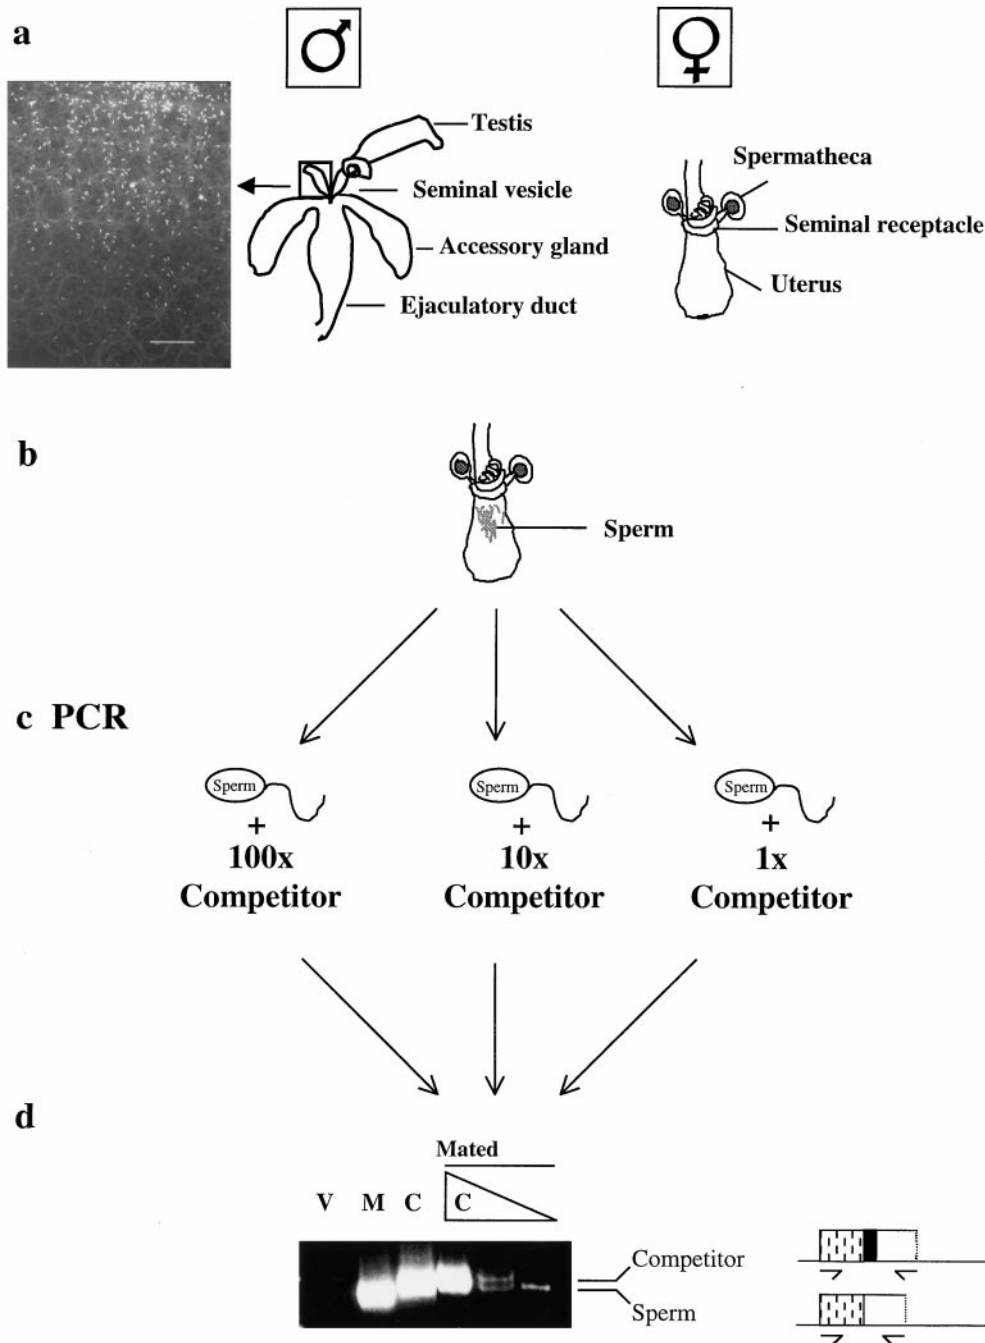 a
Testis
Seminal vesicle
Accessory gland
Ejaculatory duct
Spermatheca
Seminal receptacle
Uterus
b
Sperm
c PCR
Sperm
+
100x
Competitor
Sperm
+
10x
Competitor
Sperm
+
1x
Competitor
d
Mated
V M C C
Competitor
Sperm